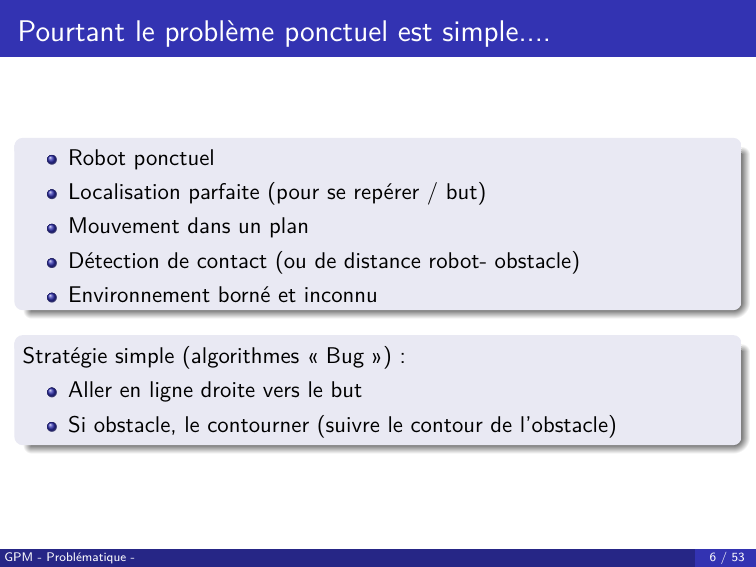 Pourtant le problème ponctuel est simple....
Robot ponctuel
Localisation parfaite (pour se repérer / but)
Mouvement dans un plan
Détection de contact (ou de distance robot- obstacle)
Environnement borné et inconnu
Stratégie simple (algorithmes « Bug ») :
Aller en ligne droite vers le but
Si obstacle, le contourner (suivre le contour de l'obstacle)
GPM - Problématique -
6 / 53